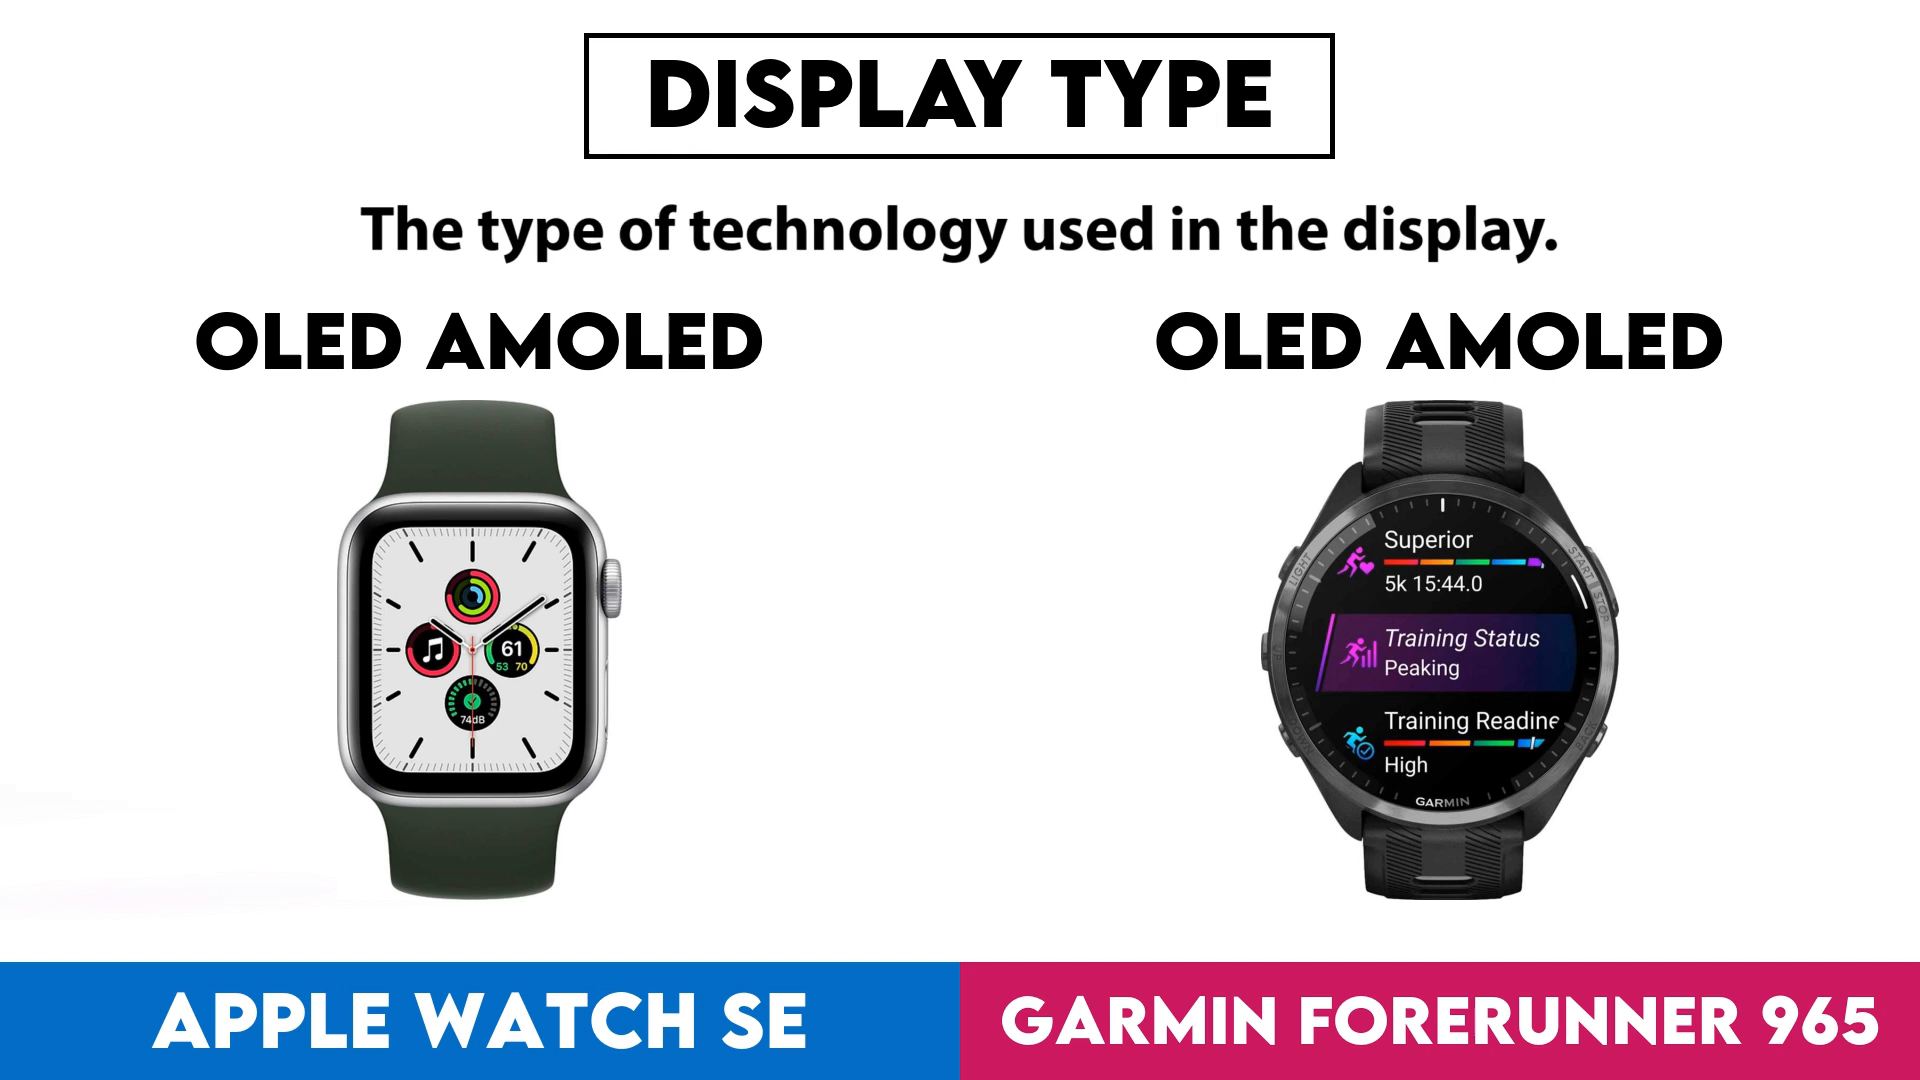 DISPLAY TYPE
The type of technology used in the display.
OLED AMOLED
OLED AMOLED
61
53 70
74dB
LIGHT
START
STOP
Superior
5k 15:44.0
Training Status
Peaking
Training Readine
High
UP
DOWN
BACK
GARMIN
APPLE WATCH SE
GARMIN FORERUNNER 965